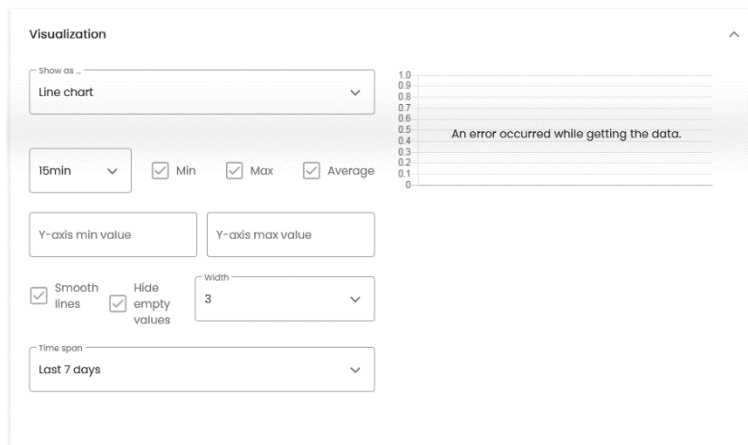 Visualization
Show as ...
Line chart
15min
Min
Max
Average
Y-axis min value
Y-axis max value
Smooth
lines
Hide
empty
values
Width
3
Time span
Last 7 days
1.0
0.9
0.8
0.7
0.6
0.5
0.4
0.3
0.2
0.1
0
An error occurred while getting the data.